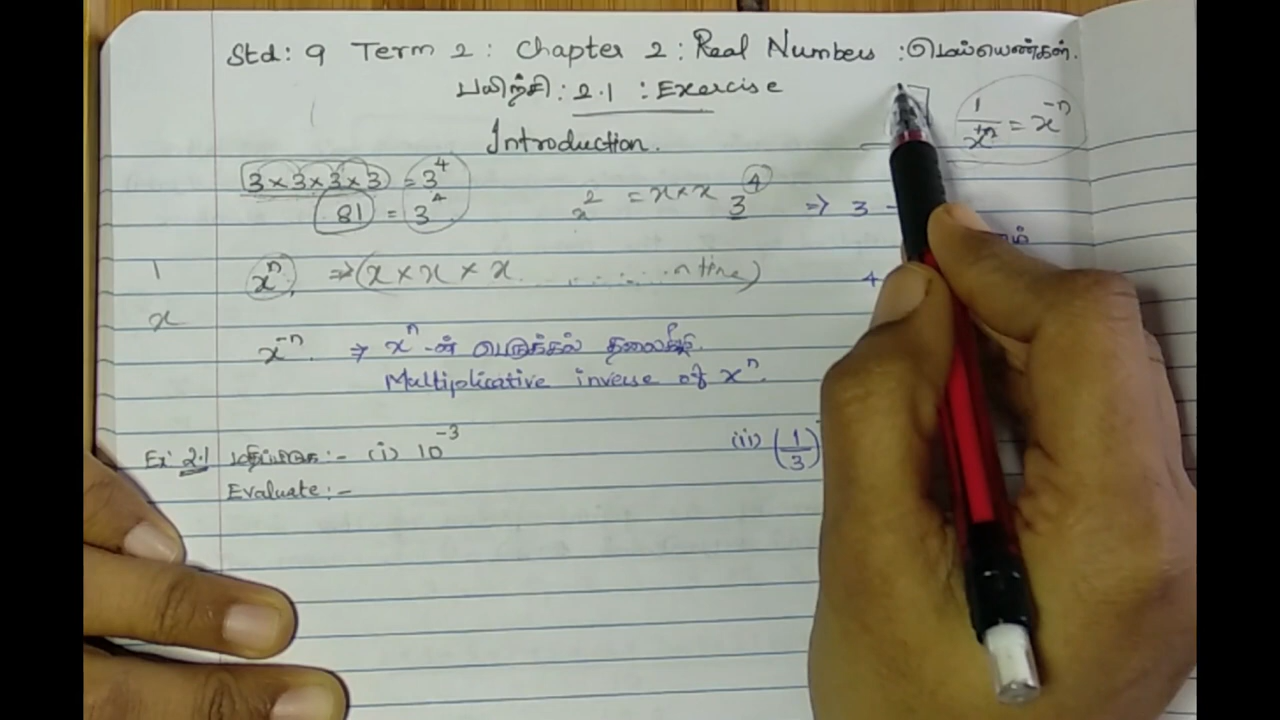 Std: 9 Term 2 : Chapter 2 : Real Numbers : மெய்யெண்கள்.
பயிற்சி : 2.1 : Exercise
1/x^{+n} = x^{-n}
Introduction.
3 × 3 × 3 × 3 = 3^4
x^2 = x × x 3^4 => 3 -
81 = 3^4
1 x^n. => (x × x × x ........... n time) 4
x
x^{-n}. => x^n -ன் பெருக்கல் தலைகீழ்.
Multiplicative inverse of x^n.
Ex: 2.1 மதிப்பிடுக :- (i) 10^{-3} (ii) (1/3)^-
Evaluate :-